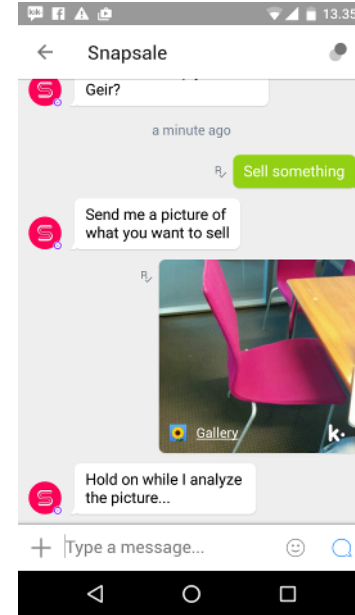 kik
13.35
Snapsale
Geir?
a minute ago
Sell something
Send me a picture of
what you want to sell
Gallery
k·
Hold on while I analyze
the picture...
Type a message...